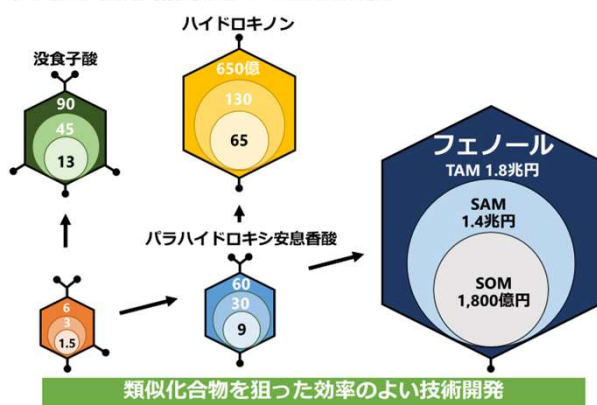 ハイドロキノン
没食子酸
650億
130
65
90
45
13
フェノール
TAM 1.8兆円
SAM
1.4兆円
SOM
1,800億円
パラハイドロキシ安息香酸
60
30
9
6
3
1.5
類似化合物を狙った効率のよい技術開発